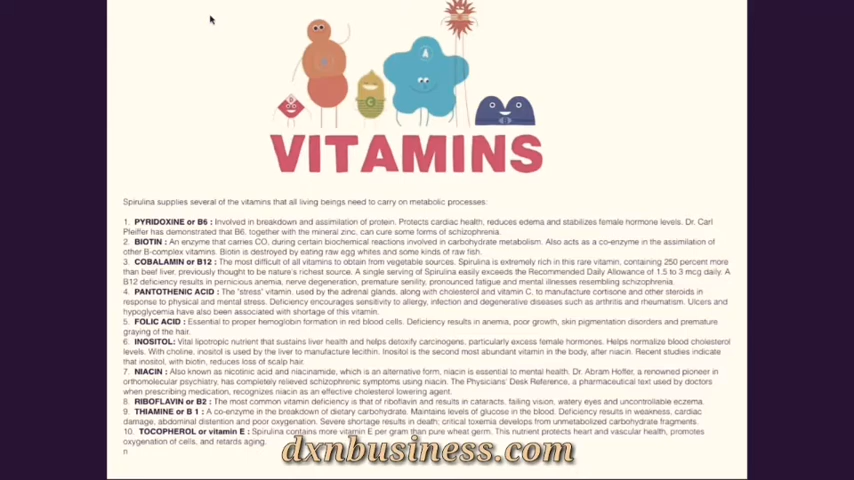 A
C
VITAMINS
Spirulina supplies several of the vitamins that all living beings need to carry on metabolic processes:
1. PYRIDOXINE or B6 : Involved in breakdown and assimilation of protein. Protects cardiac health, reduces edema and stabilizes female hormone levels. Dr. Carl
Pfeiffer has demonstrated that B6, together with the mineral zinc, can cure some forms of schizophrenia.
2. BIOTIN : An enzyme that carries CO, during certain biochemical reactions involved in carbohydrate metabolism. Also acts as a co-enzyme in the assimilation of
other B-complex vitamins. Biotin is destroyed by eating raw egg whites and some kinds of raw fish.
3. COBALAMIN or B12 : The most difficult of all vitamins to obtain from vegetable sources. Spirulina is extremely rich in this rare vitamin, containing 250 percent more
than beef liver, previously thought to be nature's richest source. A single serving of Spirulina easily exceeds the Recommended Daily Allowance of 1.5 to 3 mcg daily. A
B12 deficiency results in pernicious anemia, nerve degeneration, premature senility, pronounced fatigue and mental illnesses resembling schizophrenia.
4. PANTOTHENIC ACID : The "stress" vitamin, used by the adrenal glands, along with cholesterol and vitamin C, to manufacture cortisone and other steroids in
response to physical and mental stress. Deficiency encourages sensitivity to allergy, infection and degenerative diseases such as arthritis and rheumatism. Ulcers and
hypoglycemia have also been associated with shortage of this vitamin.
5. FOLIC ACID : Essential to proper hemoglobin formation in red blood cells. Deficiency results in anemia, poor growth, skin pigmentation disorders and premature
graying of the hair.
6. INOSITOL: Vital lipotropic nutrient that sustains liver health and helps detoxify carcinogens, particularly excess female hormones. Helps normalize blood cholesterol
levels. With choline, inositol is used by the liver to manufacture lecithin. Inositol is the second most abundant vitamin in the body, after niacin. Recent studies indicate
that inositol, with biotin, reduces loss of scalp hair.
7. NIACIN : Also known as nicotinic acid and niacinamide, which is an alternative form, niacin is essential to mental health. Dr. Abram Hoffer, a renowned pioneer in
orthomolecular psychiatry, has completely relieved schizophrenic symptoms using niacin. The Physicians' Desk Reference, a pharmaceutical text used by doctors
when prescribing medication, recognizes niacin as an effective cholesterol lowering agent.
8. RIBOFLAVIN or B2 : The most common vitamin deficiency is that of riboflavin and results in cataracts, failing vision, watery eyes and uncontrollable eczema.
9. THIAMINE or B 1 : A co-enzyme in the breakdown of dietary carbohydrate. Maintains levels of glucose in the blood. Deficiency results in weakness, cardiac
damage, abdominal distention and poor oxygenation. Severe shortage results in death; critical toxemia develops from unmetabolized carbohydrate fragments.
10. TOCOPHEROL or vitamin E : Spirulina contains more vitamin E per gram than pure wheat germ. This nutrient protects heart and vascular health, promotes
oxygenation of cells, and retards aging.
n
dxnbusiness.com